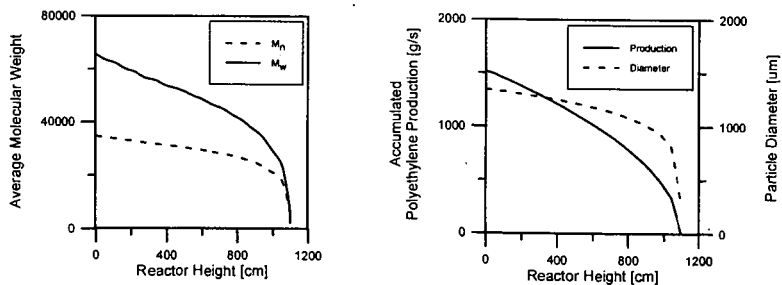 80000
40000
0
Average Molecular Weight
Mn
Mw
0 400 800 1200
Reactor Height [cm]
2000
1000
0
Accumulated
Polyethylene Production [g/s]
Production
Diameter
2000
1000
0
Particle Diameter [um]
0 400 800 1200
Reactor Height [cm]